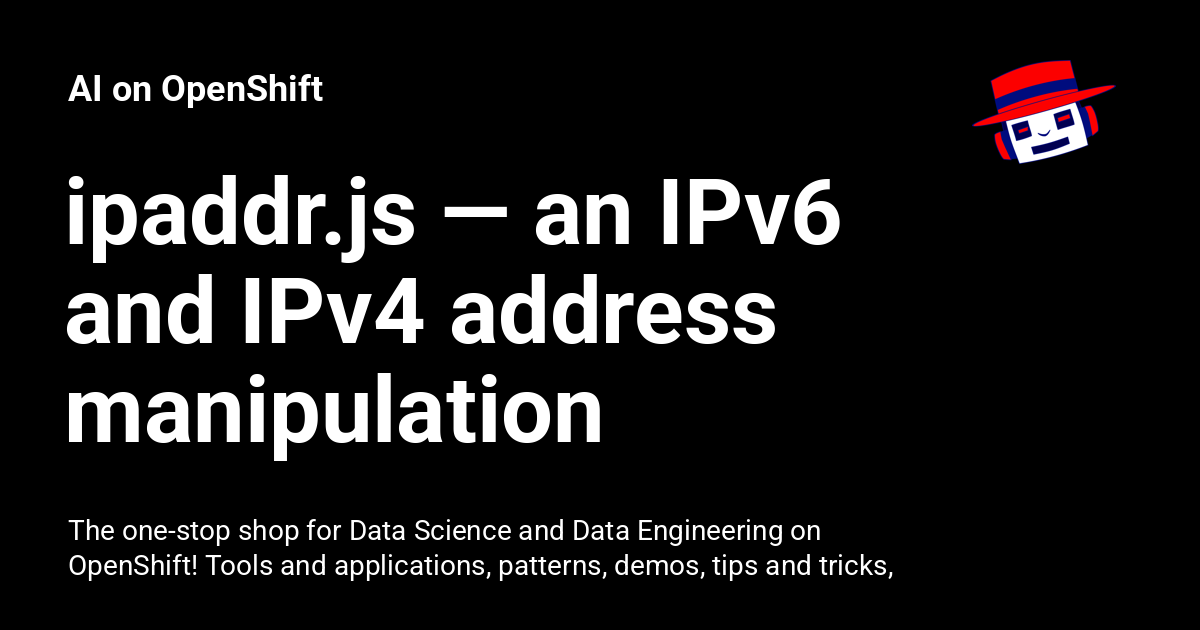 AI on OpenShift
ipaddr.js — an IPv6
and IPv4 address
manipulation
The one-stop shop for Data Science and Data Engineering on
OpenShift! Tools and applications, patterns, demos, tips and tricks,